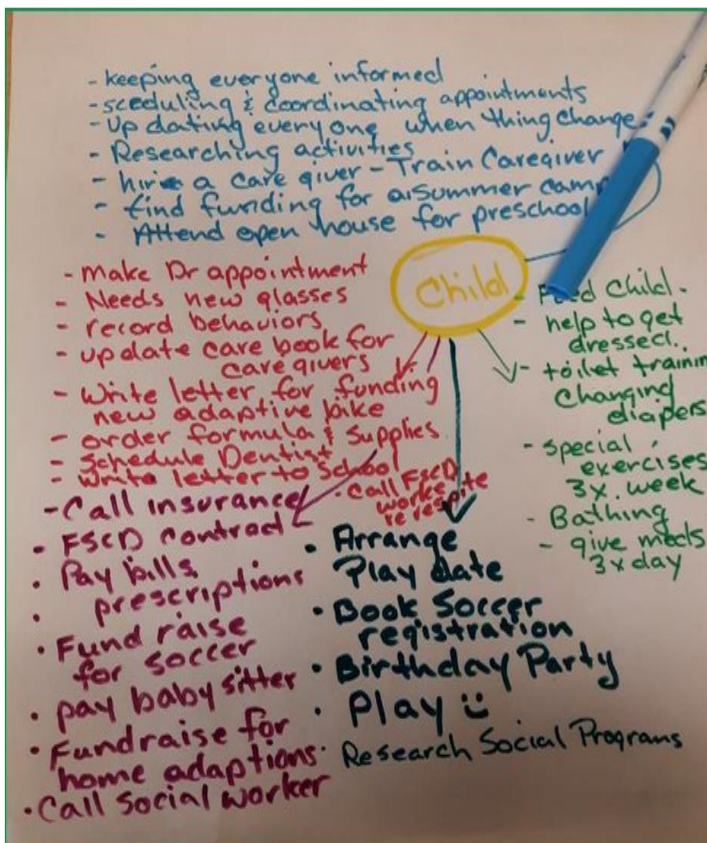 - keeping everyone informed
- sceduling & coordinating appointments
- Up dating everyone when thing change
- Researching activities
- hire a care giver - Train Caregiver
- find funding for a summer camp
- Attend open house for preschool
Child
- Make Dr appointment
- Needs new glasses
- record behaviors
- update care book for
care givers
- Write letter for funding
new adaptive bike
- order formula & Supplies
- Schedule Dentist
- Write letter to School
· Call FSCD
worker
re respite
- Feed child.
- help to get
dressed.
- toilet training
Changing
diapers
- special
exercises
3x. week
- Bathing
- give meds
3x day
- Call insurance
· FSCD contract
· Pay bills
· prescriptions
· Fund raise
for soccer
· pay baby sitter
· Fundraise for
home adaptions
· Call Social worker
· Arrange
Play date
· Book Soccer
registration
· Birthday Party
· Play ü
· Research Social Programs